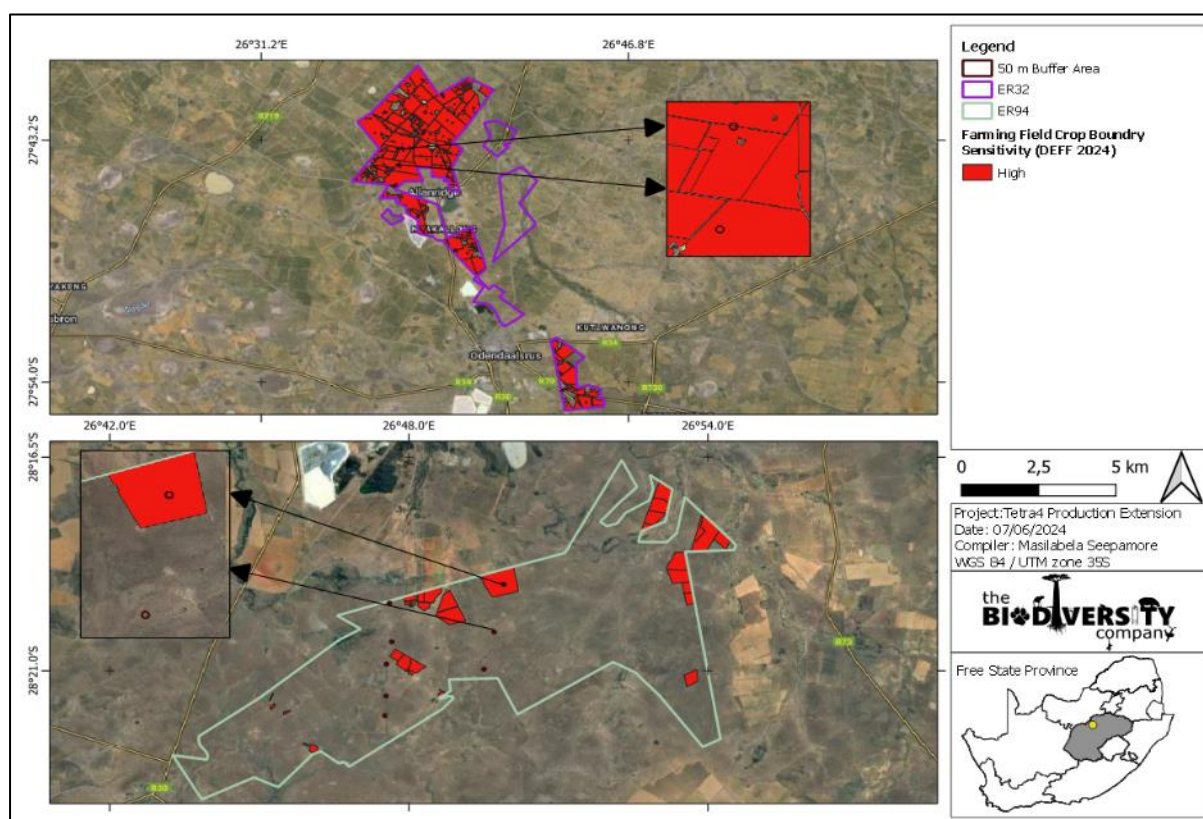 26°31.2'E
26°46.8'E
27°43.2'S
27°54.0'S
R719
Allanridge
YAKENG
sbron
KUTLWANONG
Odendaalsrus
R34
R30
R730
26°42.0'E
26°48.0'E
26°54.0'E
28°16.5'S
28°21.0'S
R30
R73
Legend
50 m Buffer Area
ER32
ER94
Farming Field Crop Boundry
Sensitivity (DEFF 2024)
High
0 2,5 5 km
Project:Tetra4 Production Extension
Date: 07/06/2024
Compiler: Masilabela Seepamore
WGS 84 / UTM zone 35S
the
BIODIVERSITY
company
Free State Province